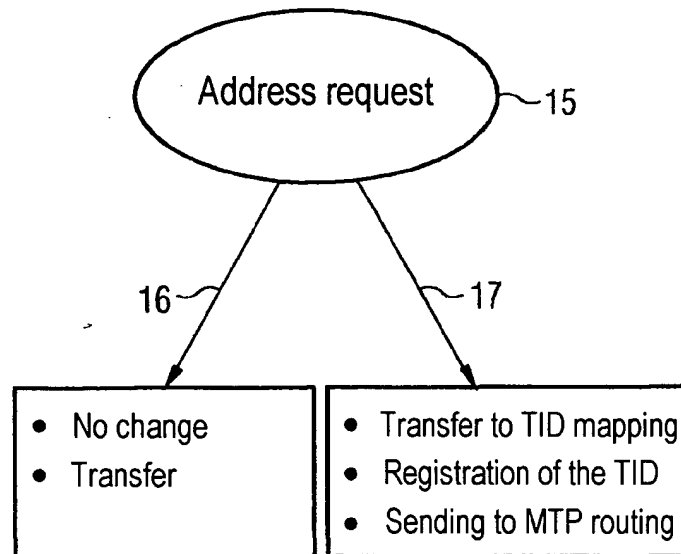 Address request
15
16
17
• No change
• Transfer
• Transfer to TID mapping
• Registration of the TID
• Sending to MTP routing